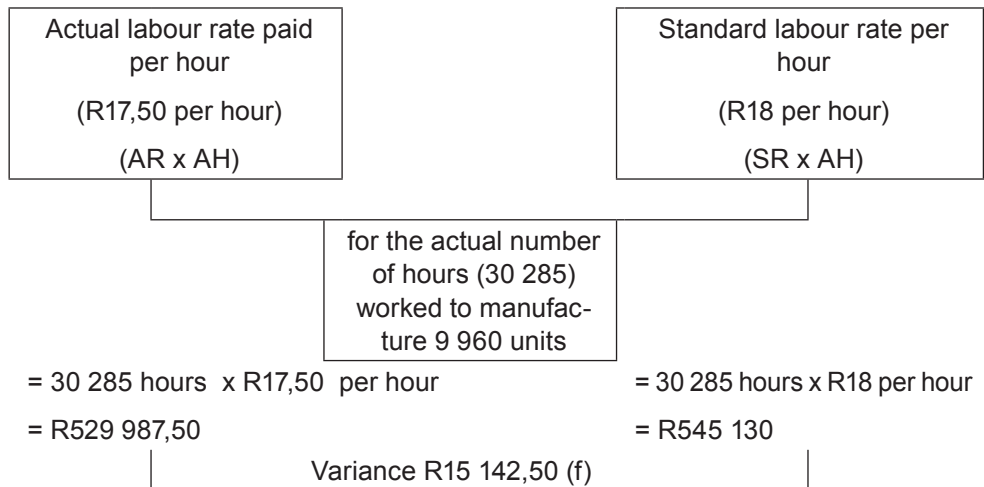 Actual labour rate paid
per hour
(R17,50 per hour)
(AR x AH)
Standard labour rate per
hour
(R18 per hour)
(SR x AH)
for the actual number
of hours (30 285)
worked to manufac-
ture 9 960 units
= 30 285 hours x R17,50 per hour
= R529 987,50
= 30 285 hours x R18 per hour
= R545 130
Variance R15 142,50 (f)